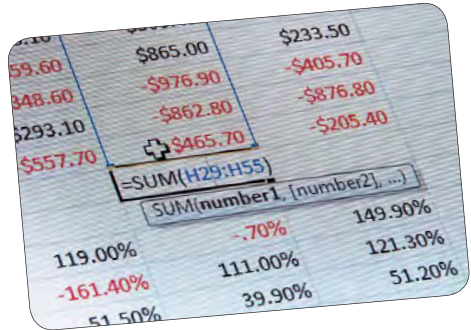 59.60 $865.00 $233.50
348.60 -$976.90 -$405.70
$293.10 -$862.80 -$876.80
$557.70 $465.70 -$205.40
=SUM(H29:H55)
SUM(number1, [number2], ...)
119.00% -.70% 149.90%
-161.40% 111.00% 121.30%
51.50% 39.90% 51.20%